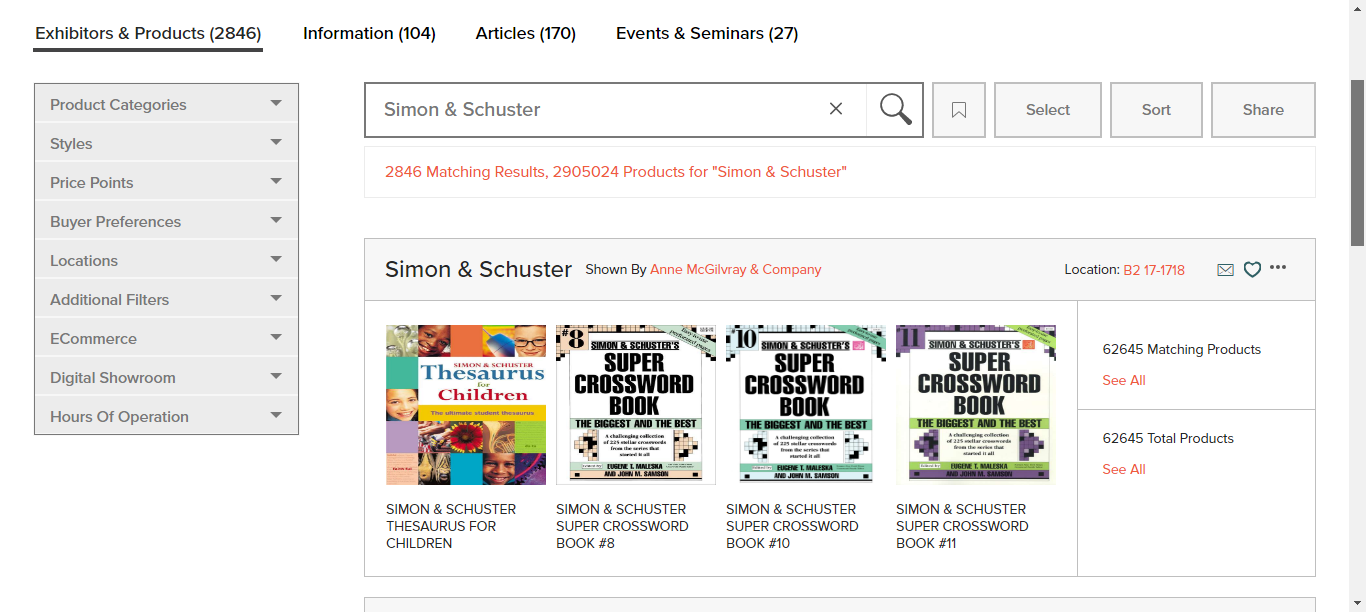 Exhibitors & Products (2846)
Information (104)
Articles (170)
Events & Seminars (27)
Product Categories
Styles
Price Points
Buyer Preferences
Locations
Additional Filters
ECommerce
Digital Showroom
Hours Of Operation
Simon & Schuster
Select
Sort
Share
2846 Matching Results, 2905024 Products for "Simon & Schuster"
Simon & Schuster
Shown By Anne McGilvray & Company
Location: B2 17-1718
SIMON & SCHUSTER
Thesaurus
for
Children
The ultimate student thesaurus
#8
SIMON & SCHUSTER'S
SUPER
CROSSWORD
BOOK
THE BIGGEST AND THE BEST
A challenging collection
of 225 stellar crosswords
from the series that
started it all
EUGENE T. MALESKA
AND JOHN M. SAMSON
#10
SIMON & SCHUSTER'S
SUPER
CROSSWORD
BOOK
THE BIGGEST AND THE BEST
A challenging collection
of 225 stellar crosswords
from the series that
started it all
EUGENE T. MALESKA
AND JOHN M. SAMSON
11
SIMON & SCHUSTER'S
SUPER
CROSSWORD
BOOK
THE BIGGEST AND THE BEST
A challenging collection
of 225 stellar crosswords
from the series that
started it all
EUGENE T. MALESKA
AND JOHN M. SAMSON
SIMON & SCHUSTER
THESAURUS FOR
CHILDREN
SIMON & SCHUSTER
SUPER CROSSWORD
BOOK #8
SIMON & SCHUSTER
SUPER CROSSWORD
BOOK #10
SIMON & SCHUSTER
SUPER CROSSWORD
BOOK #11
62645 Matching Products
See All
62645 Total Products
See All